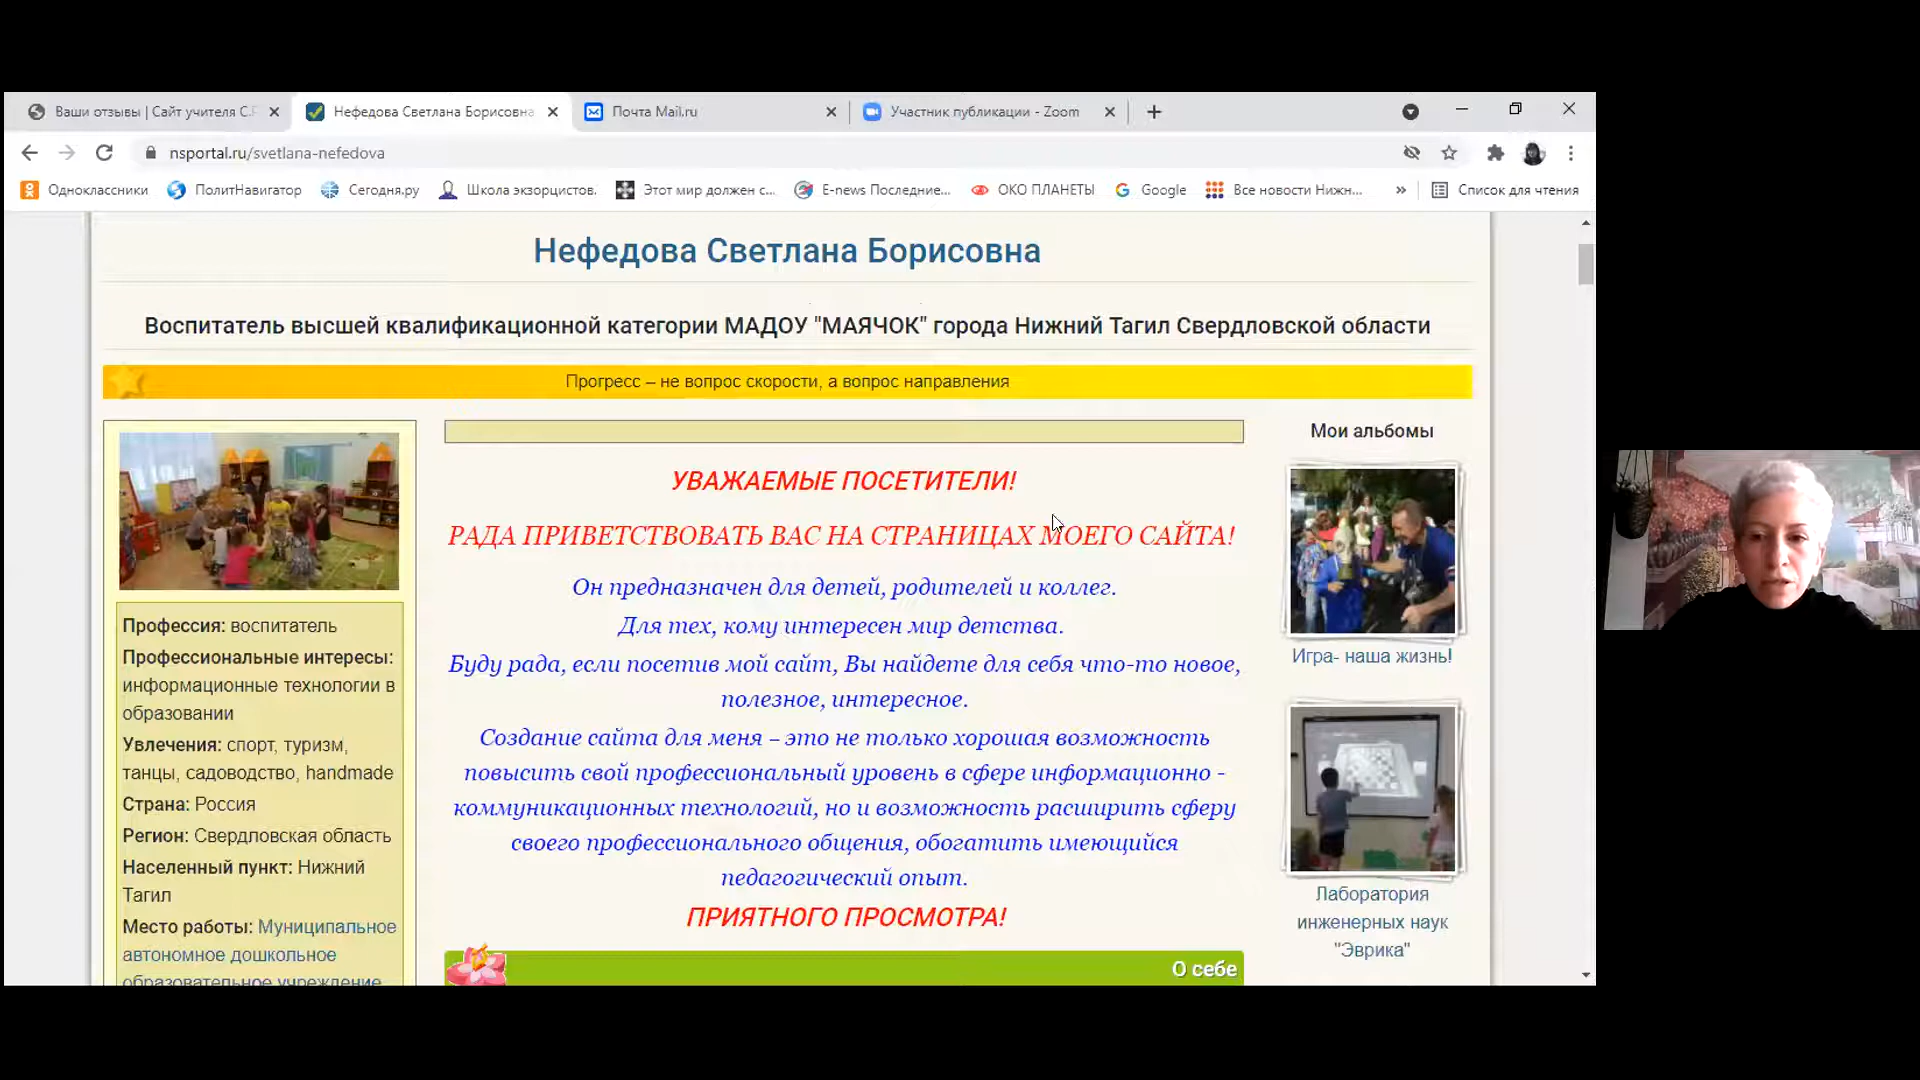 Ваши отзывы | Сайт учителя С.
Нефедова Светлана Борисовна
Почта Mail.ru
Участник публикации - Zoom
nsportal.ru/svetlana-nefedova
Одноклассники
ПолитНавигатор
Сегодня.ру
Школа экзорцистов.
Этот мир должен с...
E-news Последние...
ОКО ПЛАНЕТЫ
Google
Все новости Нижн...
»
Список для чтения
Нефедова Светлана Борисовна
Воспитатель высшей квалификационной категории МАДОУ "МАЯЧОК" города Нижний Тагил Свердловской области
Прогресс – не вопрос скорости, а вопрос направления
Профессия: воспитатель
Профессиональные интересы:
информационные технологии в
образовании
Увлечения: спорт, туризм,
танцы, садоводство, handmade
Страна: Россия
Регион: Свердловская область
Населенный пункт: Нижний
Тагил
Место работы: Муниципальное
автономное дошкольное
образовательное учреждение
УВАЖАЕМЫЕ ПОСЕТИТЕЛИ!
РАДА ПРИВЕТСТВОВАТЬ ВАС НА СТРАНИЦАХ МОЕГО САЙТА!
Он предназначен для детей, родителей и коллег.
Для тех, кому интересен мир детства.
Буду рада, если посетив мой сайт, Вы найдете для себя что-то новое,
полезное, интересное.
Создание сайта для меня – это не только хорошая возможность
повысить свой профессиональный уровень в сфере информационно -
коммуникационных технологий, но и возможность расширить сферу
своего профессионального общения, обогатить имеющийся
педагогический опыт.
ПРИЯТНОГО ПРОСМОТРА!
О себе
Мои альбомы
Игра- наша жизнь!
Лаборатория
инженерных наук
"Эврика"